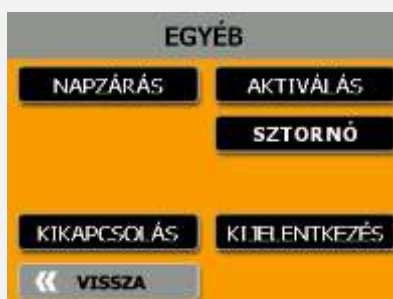 EGYÉB
NAPZÁRÁS AKTIVÁLÁS
SZTORNÓ
KIKAPCSOLÁS KIJELENTKEZÉS
VISSZA